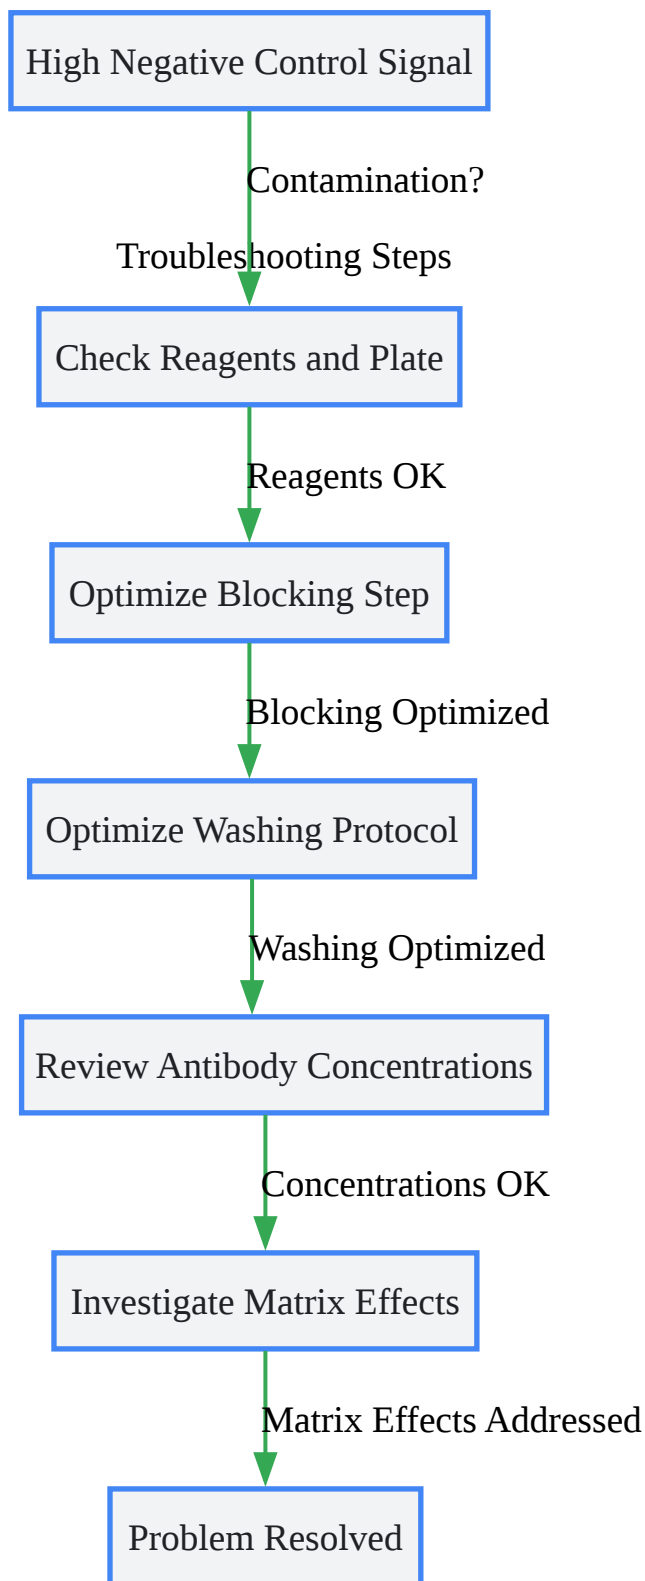 High Negative Control Signal
Contamination?
Troubleshooting Steps
Check Reagents and Plate
Reagents OK
Optimize Blocking Step
Blocking Optimized
Optimize Washing Protocol
Washing Optimized
Review Antibody Concentrations
Concentrations OK
Investigate Matrix Effects
Matrix Effects Addressed
Problem Resolved